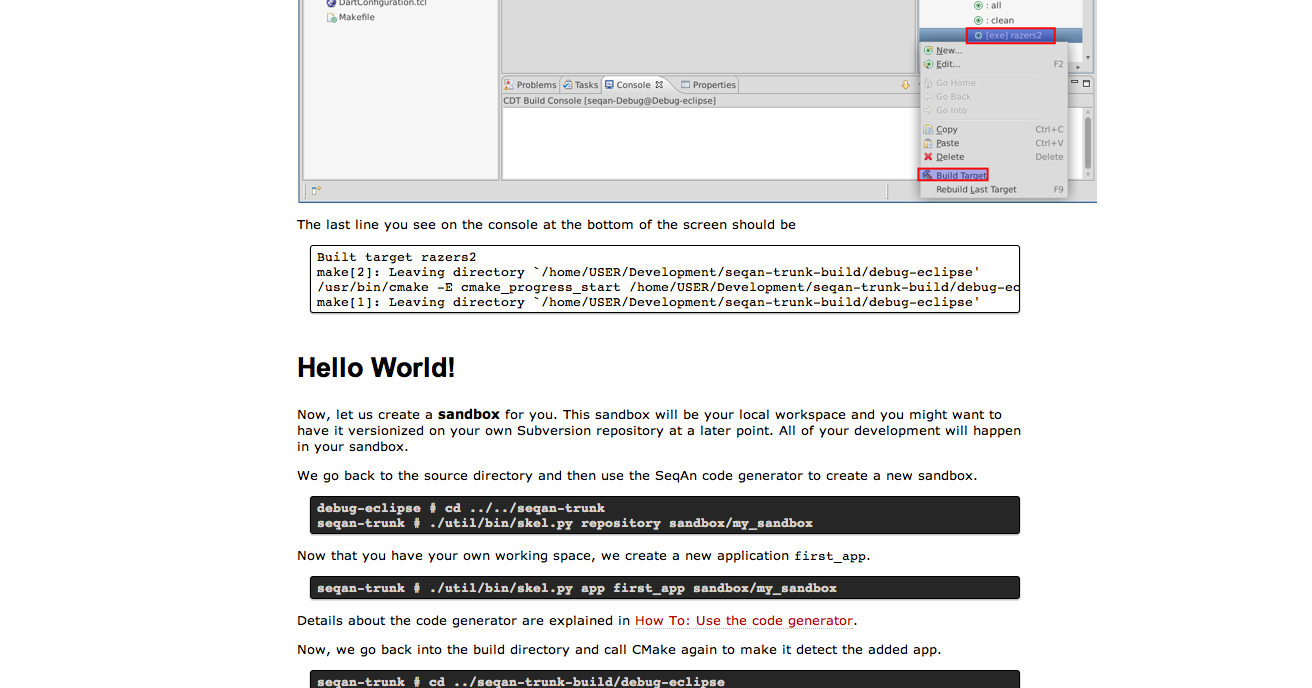 DartConfiguration.tcl
Makefile
: all
: clean
[exe] razers2
New...
Edit... F2
Go Home
Go Back
Go Into
Copy Ctrl+C
Paste Ctrl+V
Delete Delete
Build Target
Rebuild Last Target F9
Problems Tasks Console Properties
CDT Build Console [seqan-Debug@Debug-eclipse]
The last line you see on the console at the bottom of the screen should be
Built target razers2
make[2]: Leaving directory `/home/USER/Development/seqan-trunk-build/debug-eclipse'
/usr/bin/cmake -E cmake_progress_start /home/USER/Development/seqan-trunk-build/debug-ec
make[1]: Leaving directory `/home/USER/Development/seqan-trunk-build/debug-eclipse'
Hello World!
Now, let us create a sandbox for you. This sandbox will be your local workspace and you might want to
have it versionized on your own Subversion repository at a later point. All of your development will happen
in your sandbox.
We go back to the source directory and then use the SeqAn code generator to create a new sandbox.
debug-eclipse # cd ../../seqan-trunk
seqan-trunk # ./util/bin/skel.py repository sandbox/my_sandbox
Now that you have your own working space, we create a new application first_app.
seqan-trunk # ./util/bin/skel.py app first_app sandbox/my_sandbox
Details about the code generator are explained in How To: Use the code generator.
Now, we go back into the build directory and call CMake again to make it detect the added app.
seqan-trunk # cd ../seqan-trunk-build/debug-eclipse